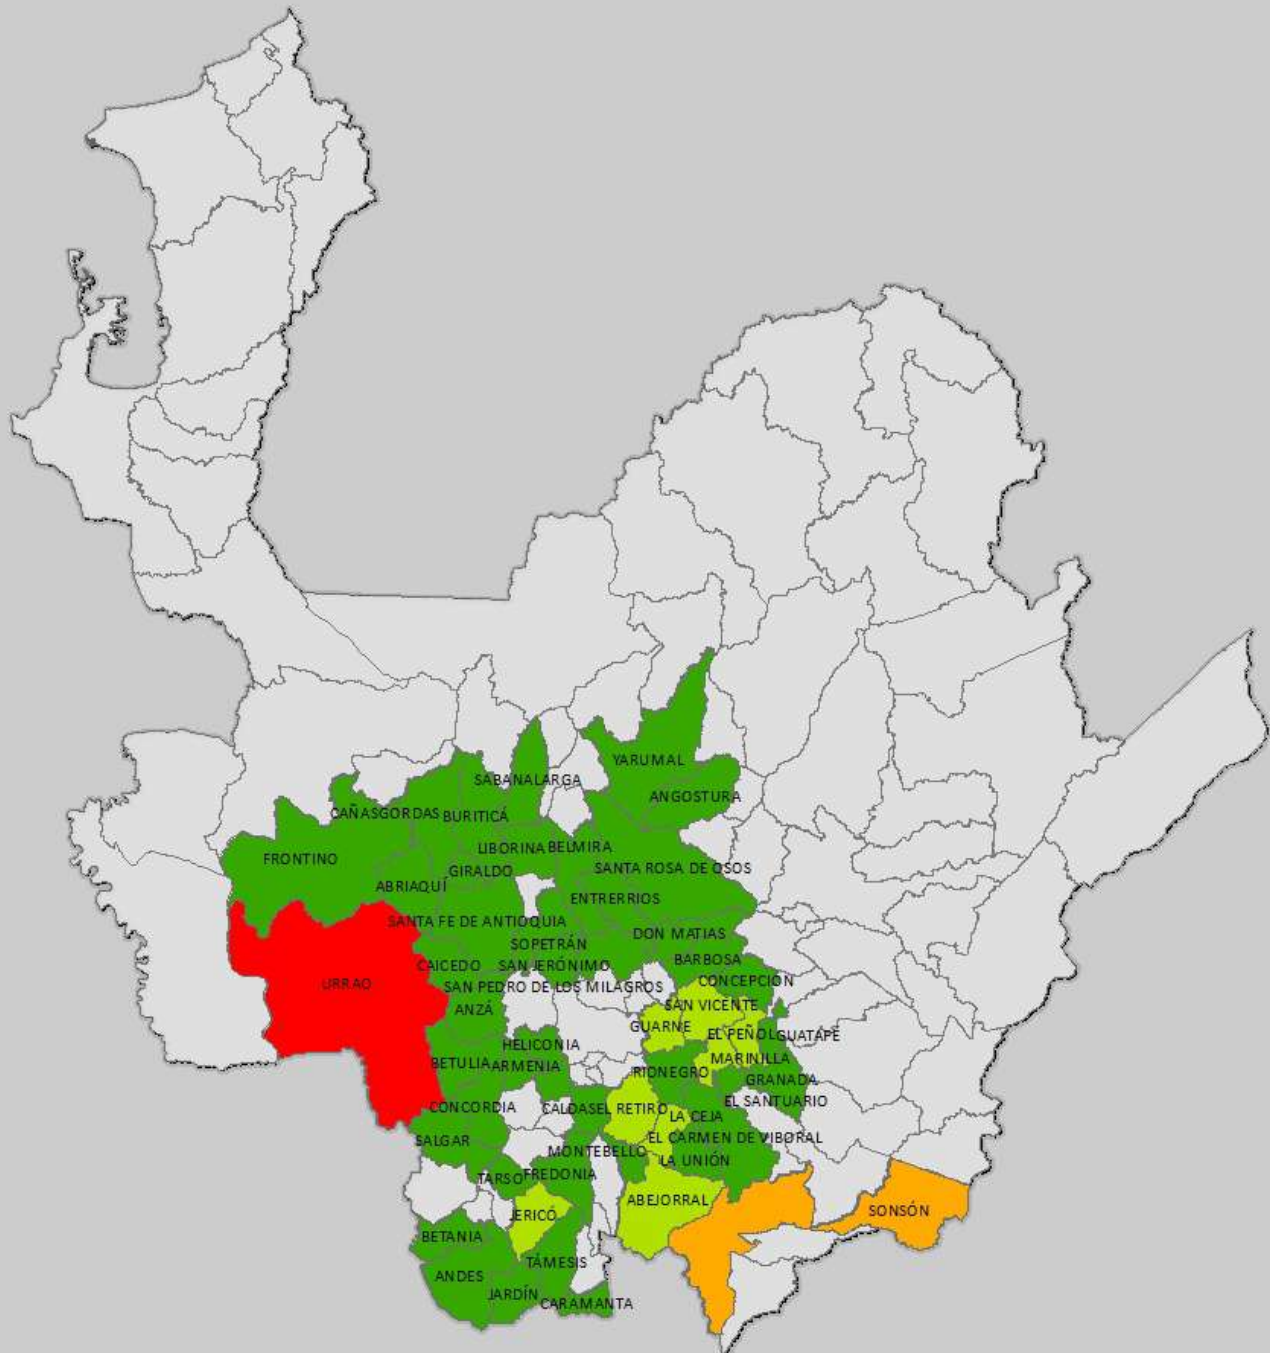 YARUMAL
SABANALARGA
ANGOSTURA
CAÑASGORDAS
BURITICÁ
LIBORINA
BELMIRA
FRONTINO
SANTA ROSA DE OSOS
GIRALDO
ABRIAQUÍ
ENTRERRIOS
SANTA FE DE ANTIOQUIA
DON MATIAS
SOPETRÁN
BARBOSA
CAICEDO
SAN JERÓNIMO
CONCEPCIÓN
URRAO
SAN PEDRO DE LOS MILAGROS
SAN VICENTE
ANZÁ
GUARNE
EL PEÑOL
GUATAPÉ
HELICONIA
MARINILLA
BETULIA
ARMENIA
RIONEGRO
GRANADA
EL SANTUARIO
CONCORDIA
CALDAS
EL RETIRO
LA CEJA
SALGAR
EL CARMEN DE VIBORAL
MONTEBELLO
LA UNIÓN
TARSO
FREDONIA
ABEJORRAL
SONSÓN
JERICÓ
BETANIA
TÁMESIS
ANDES
JARDÍN
CARAMANTA